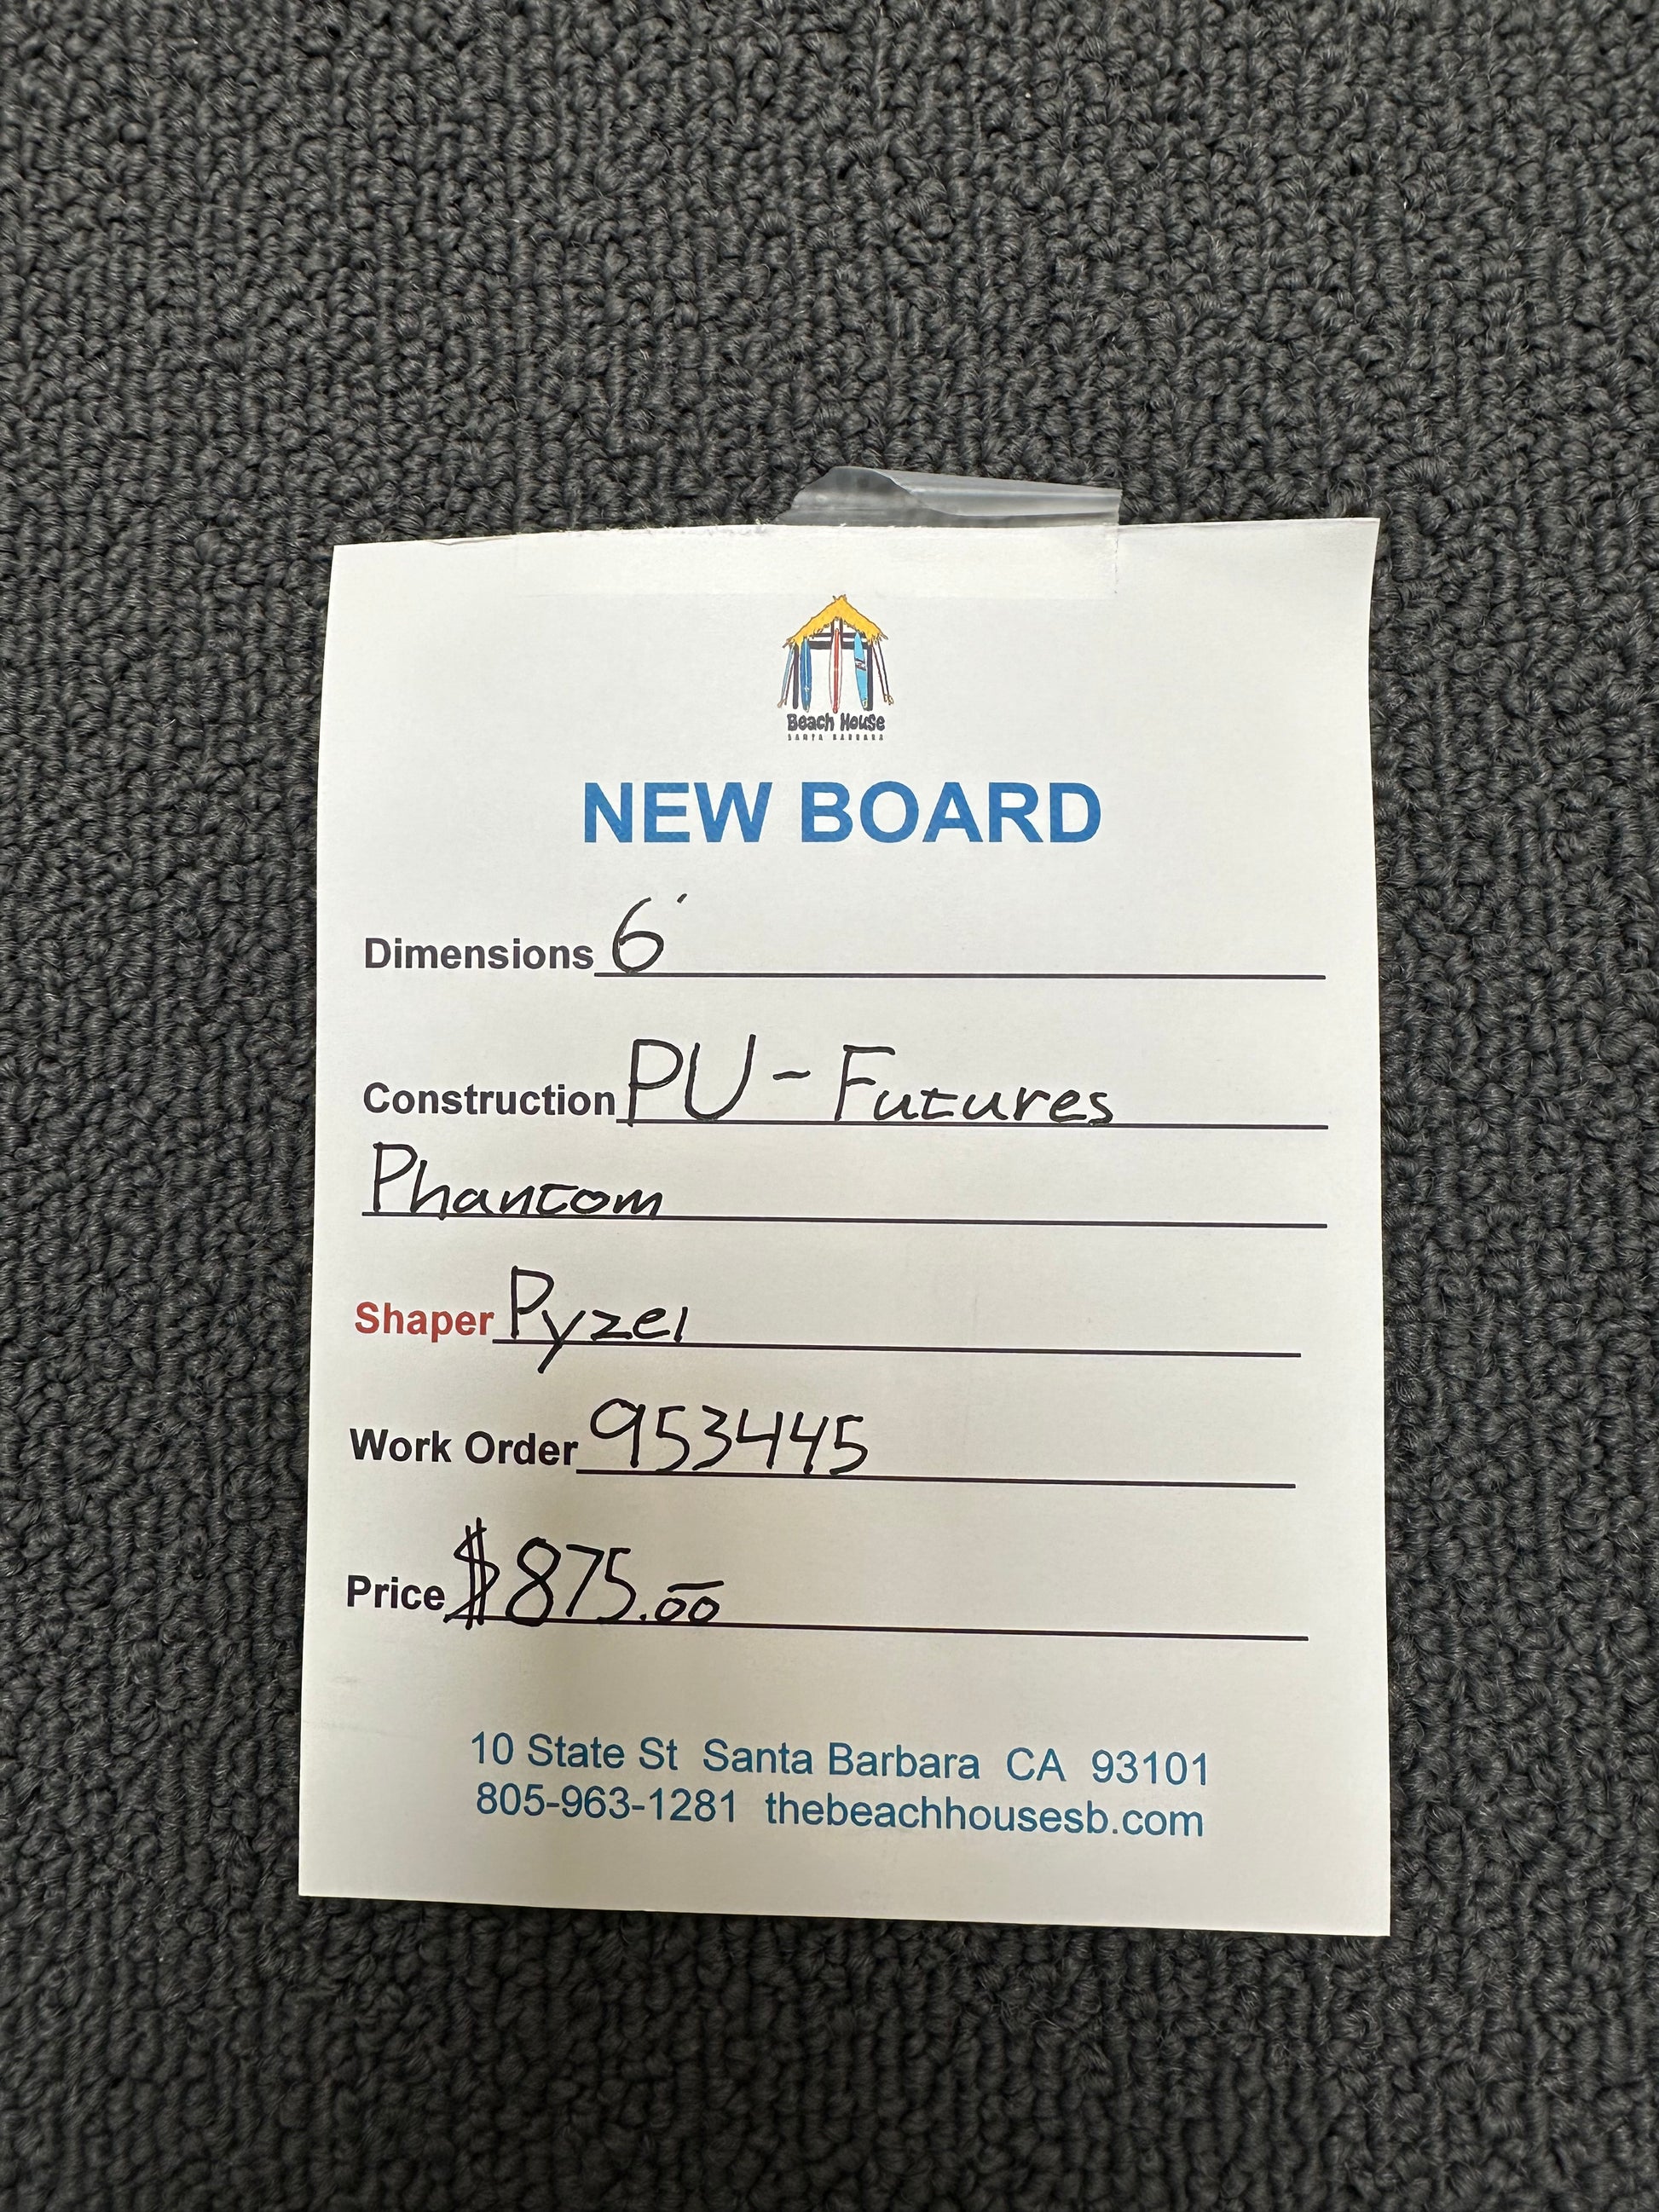 Beach House
SANTA BARBARA
NEW BOARD
Dimensions 6'
Construction PU - Futures
Phantom
Shaper Pyzel
Work Order 953445
Price $875.00
10 State St Santa Barbara CA 93101
805-963-1281 thebeachhousesb.com